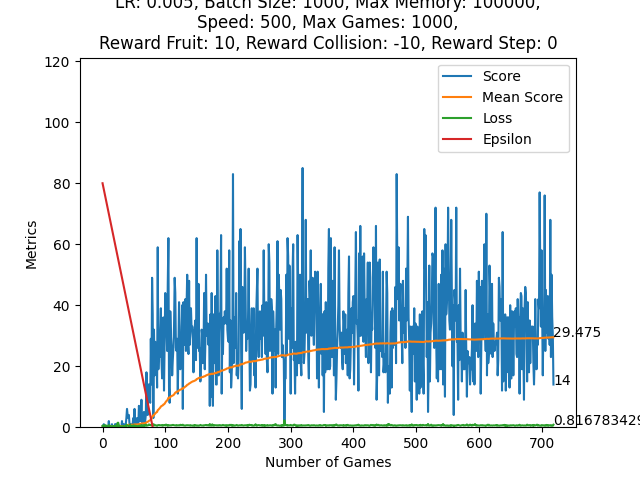 LR: 0.005, Batch Size: 1000, Max Memory: 100000,
Speed: 500, Max Games: 1000,
Reward Fruit: 10, Reward Collision: -10, Reward Step: 0
120
100
80
60
40
20
0
Metrics
Score
Mean Score
Loss
Epsilon
29.475
14
0.816783429
0 100 200 300 400 500 600 700
Number of Games